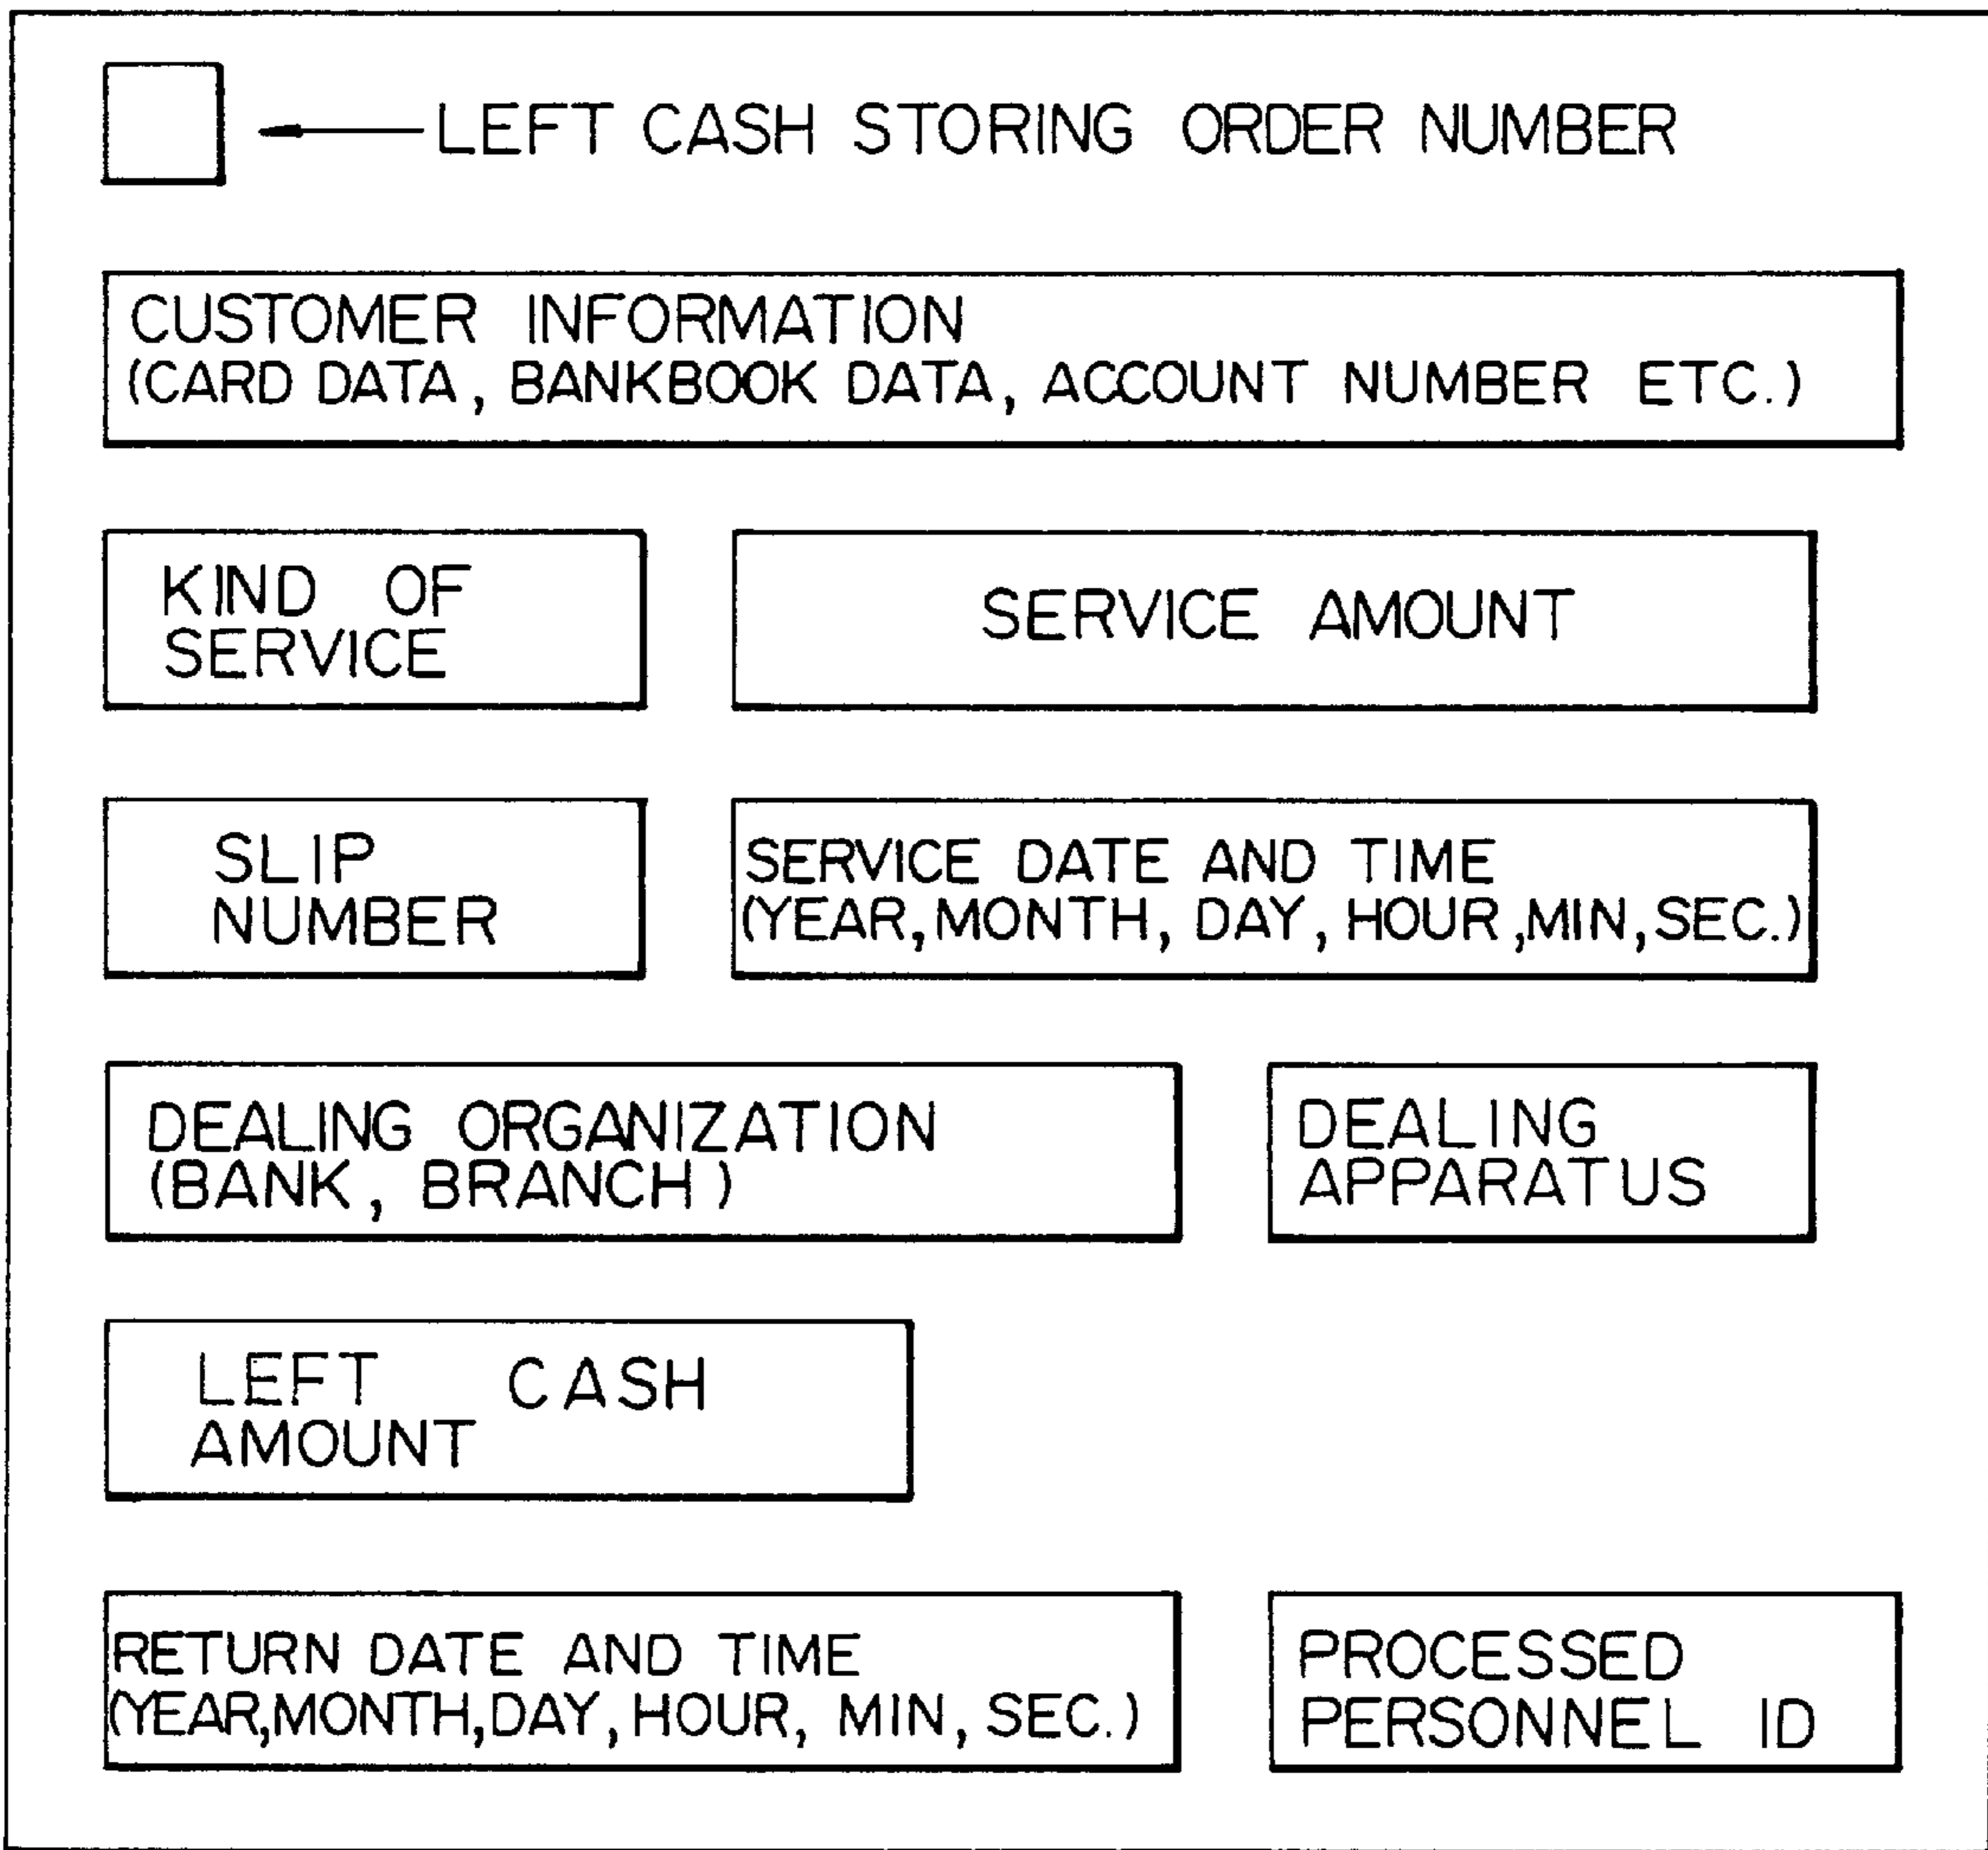 LEFT CASH STORING ORDER NUMBER
CUSTOMER INFORMATION
(CARD DATA, BANKBOOK DATA, ACCOUNT NUMBER ETC.)
KIND OF
SERVICE
SERVICE AMOUNT
SLIP
NUMBER
SERVICE DATE AND TIME
(YEAR, MONTH, DAY, HOUR, MIN, SEC.)
DEALING ORGANIZATION
(BANK, BRANCH)
DEALING
APPARATUS
LEFT CASH
AMOUNT
RETURN DATE AND TIME
(YEAR, MONTH, DAY, HOUR, MIN, SEC.)
PROCESSED
PERSONNEL ID